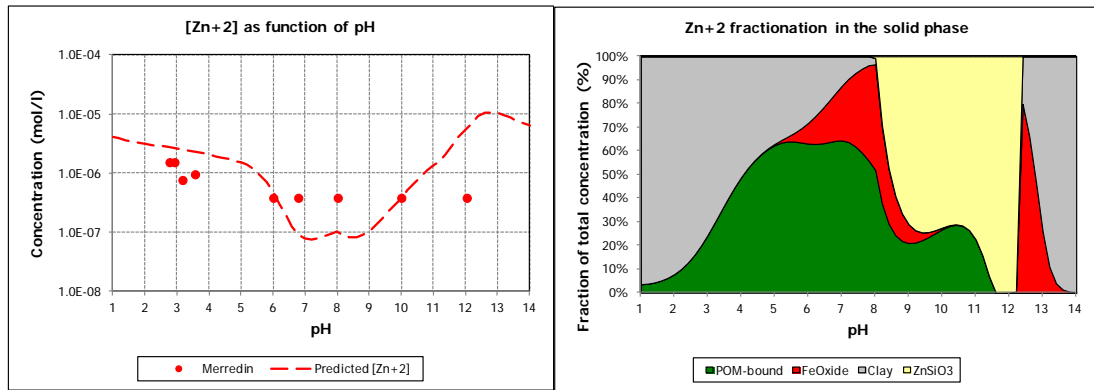 [Zn+2] as function of pH
Concentration (mol/l)
1.0E-04
1.0E-05
1.0E-06
1.0E-07
1.0E-08
1 2 3 4 5 6 7 8 9 10 11 12 13 14
pH
Merredin Predicted [Zn+2]
Zn+2 fractionation in the solid phase
Fraction of total concentration (%)
100%
90%
80%
70%
60%
50%
40%
30%
20%
10%
0%
1 2 3 4 5 6 7 8 9 10 11 12 13 14
pH
POM-bound FeOxide Clay ZnSiO3